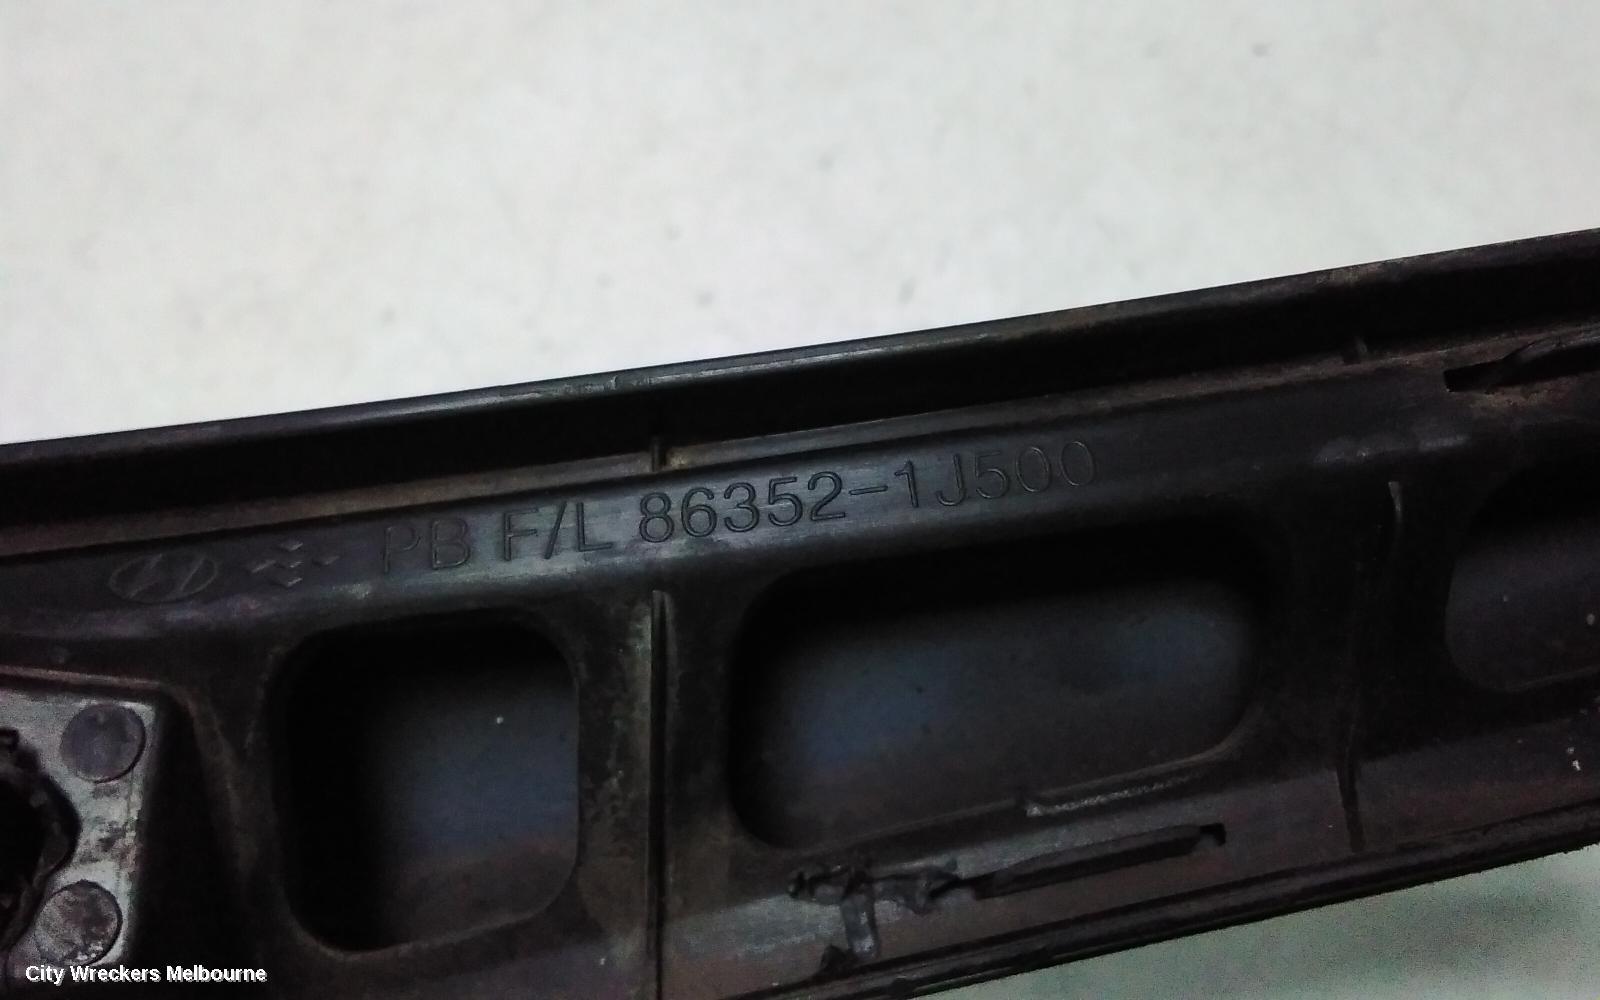 PB F/L 86352-1J500
City Wreckers Melbourne